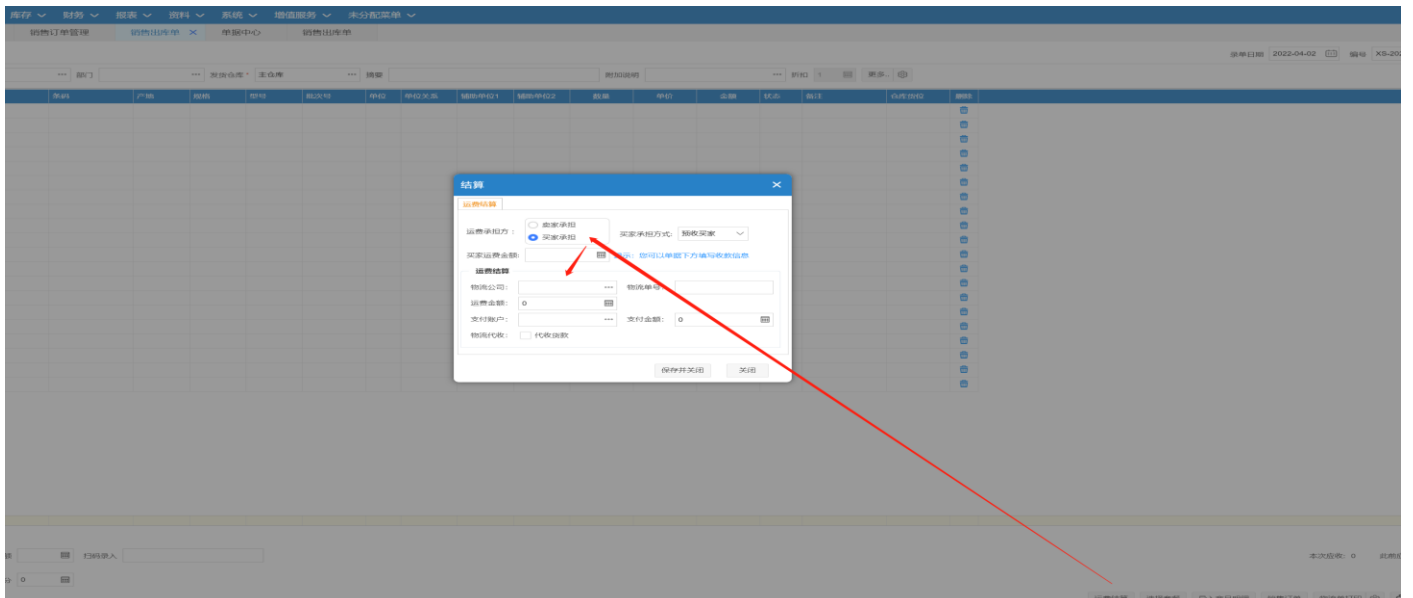 库存 财务 报表 资料 系统 增值服务 未分配菜单
销售订单管理 销售出库单 × 单据中心 销售出库单
录单日期 2022-04-02 编号 XS-202
部门 发货仓库 * 主仓库 摘要 附加说明 折扣 1 更多..
条码 产地 规格 型号 批次号 单位 单位关系 辅助单位1 辅助单位2 数量 单价 金额 状态 备注 仓库货位 删除
结算 ×
运费结算
运费承担方: 卖家承担
买家承担 买家承担方式: 预收买家
买家运费金额: 提示: 您可以单据下方填写收款信息
运费结算
物流公司: 物流单号:
运费金额: 0
支付账户: 支付金额: 0
物流代收: 代收货款
保存并关闭 关闭
扫码录入 本次应收: 0 此前应
0